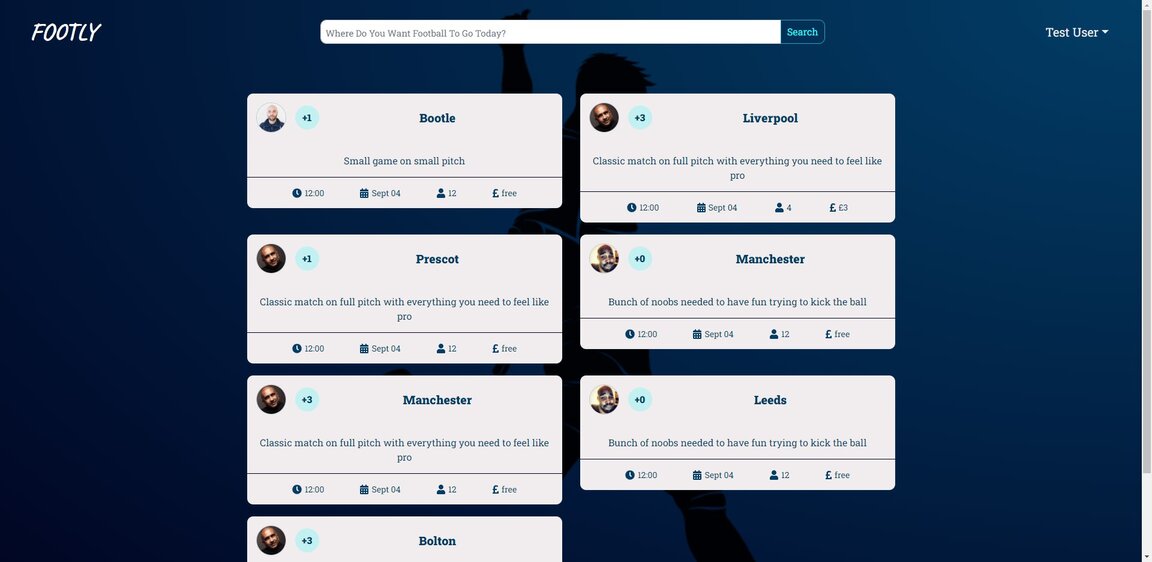 FOOTLY
Where Do You Want Football To Go Today?
Search
Test User
+1
Bootle
Small game on small pitch
12:00
Sept 04
12
free
+3
Liverpool
Classic match on full pitch with everything you need to feel like
pro
12:00
Sept 04
4
£ £3
+1
Prescot
Classic match on full pitch with everything you need to feel like
pro
12:00
Sept 04
12
£ free
+0
Manchester
Bunch of noobs needed to have fun trying to kick the ball
12:00
Sept 04
12
£ free
+3
Manchester
Classic match on full pitch with everything you need to feel like
pro
12:00
Sept 04
12
£ free
+0
Leeds
Bunch of noobs needed to have fun trying to kick the ball
12:00
Sept 04
12
£ free
+3
Bolton